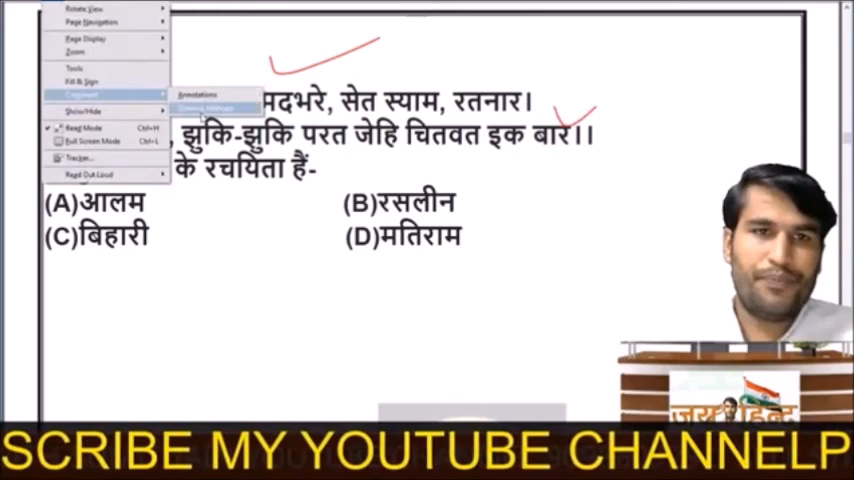 Rotate View
Page Navigation
Page Display
Zoom
Tools
Fill & Sign
Comment
Annotations
Show/Hide
Read Mode Ctrl+H
Full Screen Mode Ctrl+L
Tracker...
Read Out Loud
मदभरे, सेत स्याम, रतनार।
झुकि-झुकि परत जेहि चितवत इक बार।।
के रचयिता हैं-
(A)आलम (B)रसलीन
(C)बिहारी (D)मतिराम
जय हिन्द
SCRIBE MY YOUTUBE CHANNELP